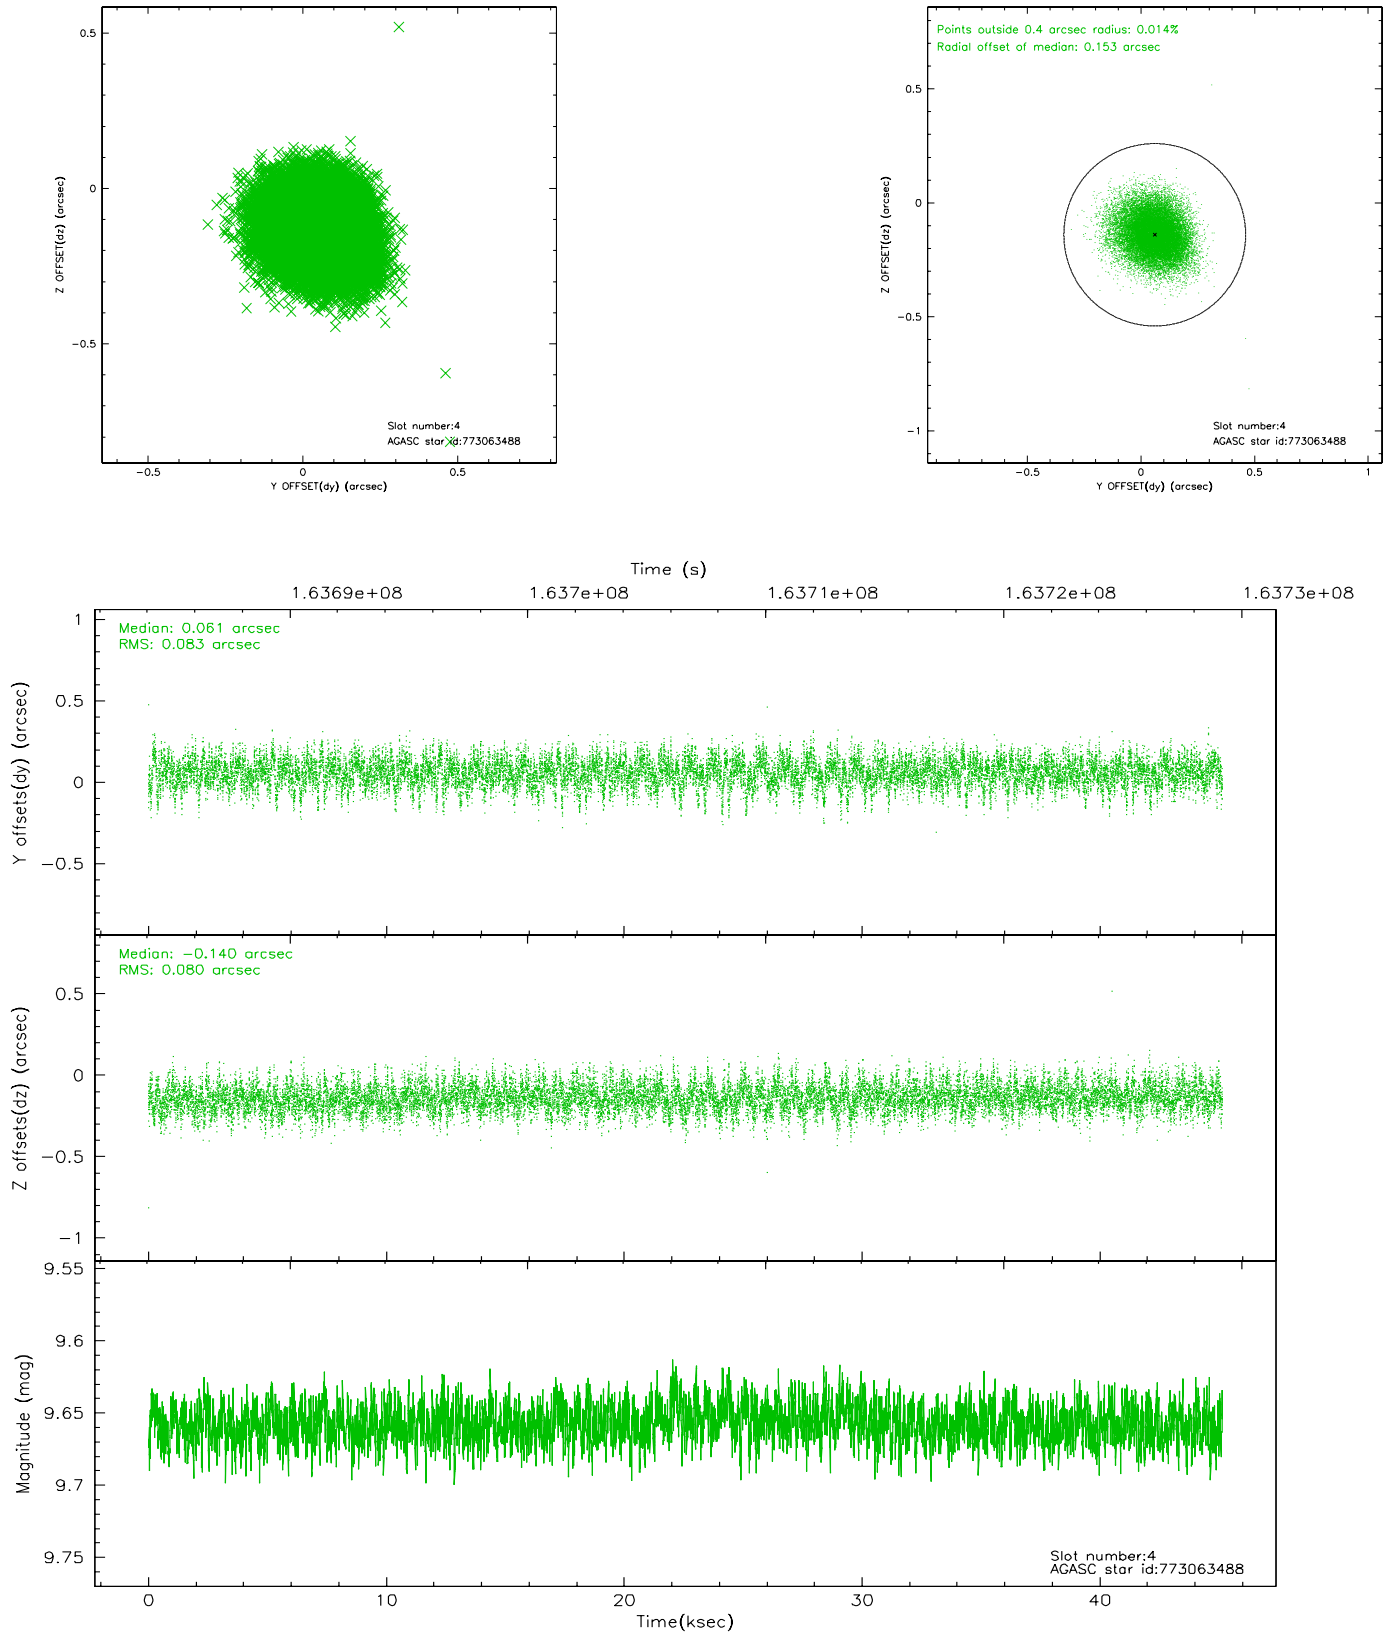 0.5
0
-0.5
Z OFFSET(dz) (arcsec)
Slot number:4
AGASC star id:773063488
-0.5 0 0.5
Y OFFSET(dy) (arcsec)
Points outside 0.4 arcsec radius: 0.014%
Radial offset of median: 0.153 arcsec
0.5
0
-0.5
-1
Z OFFSET(dz) (arcsec)
Slot number:4
AGASC star id:773063488
-0.5 0 0.5 1
Y OFFSET(dy) (arcsec)
Time (s)
1.6369e+08 1.637e+08 1.6371e+08 1.6372e+08 1.6373e+08
Median: 0.061 arcsec
RMS: 0.083 arcsec
1
0.5
0
-0.5
Y offsets(dy) (arcsec)
Median: -0.140 arcsec
RMS: 0.080 arcsec
0.5
0
-0.5
-1
Z offsets(dz) (arcsec)
9.55
9.6
9.65
9.7
9.75
Magnitude (mag)
Slot number:4
AGASC star id:773063488
0 10 20 30 40
Time(ksec)